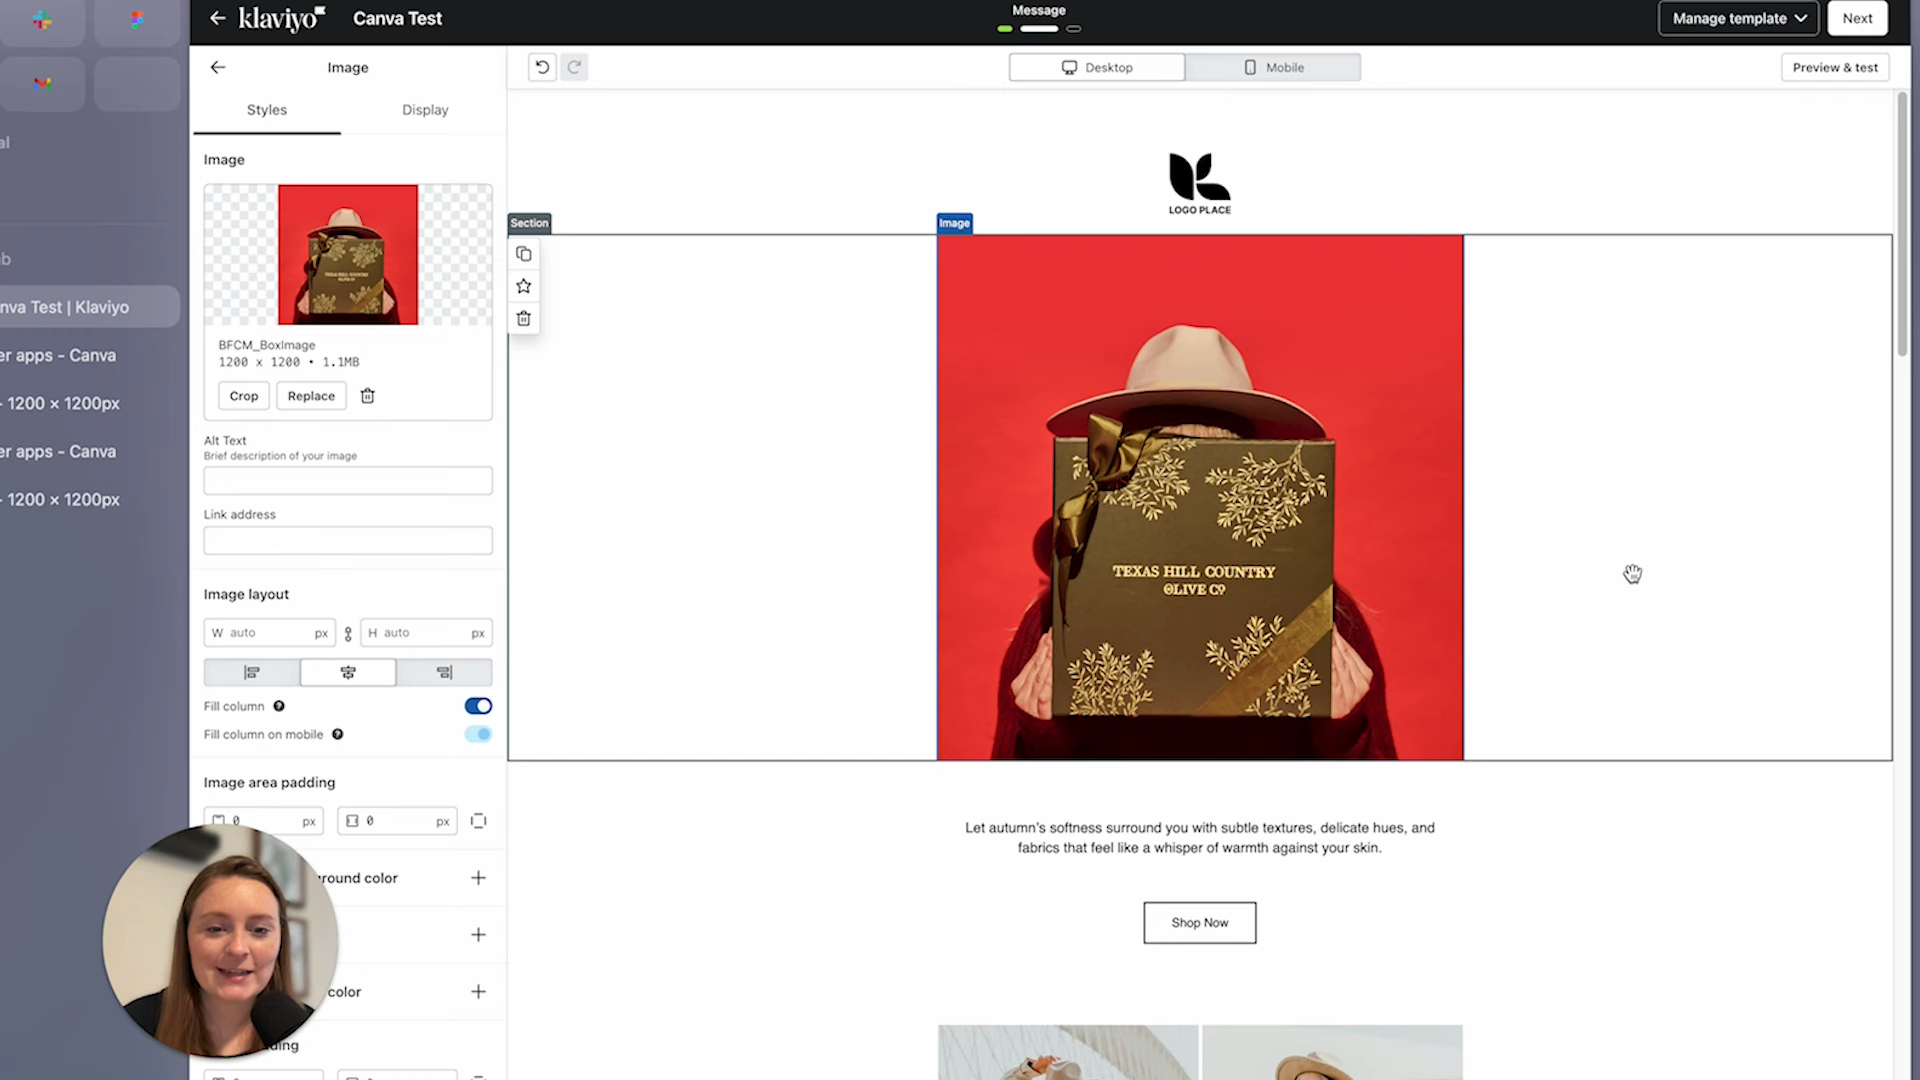 klaviyo
Canva Test
Message
Manage template
Next
al
b
nva Test | Klaviyo
er apps - Canva
- 1200 × 1200px
er apps - Canva
- 1200 × 1200px
Image
Styles
Display
Image
BFCM_BoxImage
1200 x 1200 • 1.1MB
Crop
Replace
Alt Text
Brief description of your image
Link address
Image layout
W auto px
H auto px
Fill column ?
Fill column on mobile ?
Image area padding
0 px
0 px
round color
color
ding
Desktop
Mobile
Preview & test
LOGO PLACE
Section
Image
TEXAS HILL COUNTRY
OLIVE CO
Let autumn's softness surround you with subtle textures, delicate hues, and
fabrics that feel like a whisper of warmth against your skin.
Shop Now